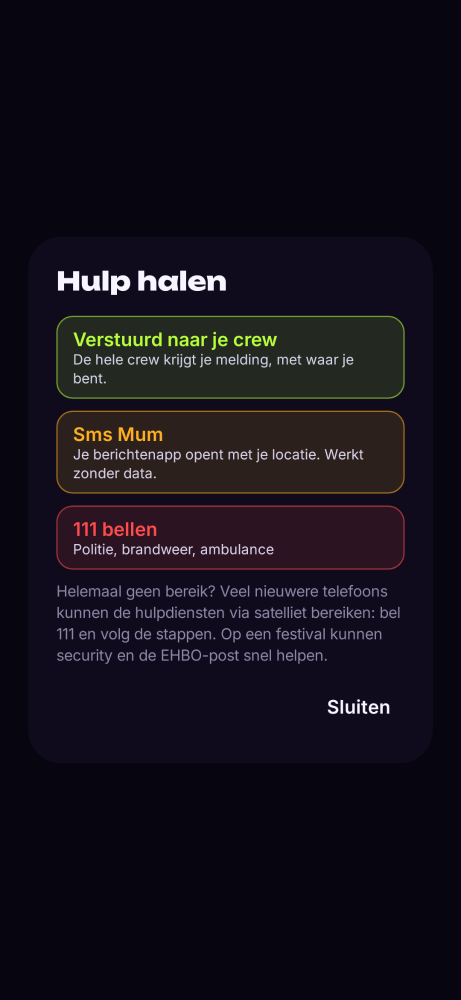 Hulp halen
Verstuurd naar je crew
De hele crew krijgt je melding, met waar je
bent.
Sms Mum
Je berichtenapp opent met je locatie. Werkt
zonder data.
111 bellen
Politie, brandweer, ambulance
Helemaal geen bereik? Veel nieuwere telefoons
kunnen de hulpdiensten via satelliet bereiken: bel
111 en volg de stappen. Op een festival kunnen
security en de EHBO-post snel helpen.
Sluiten